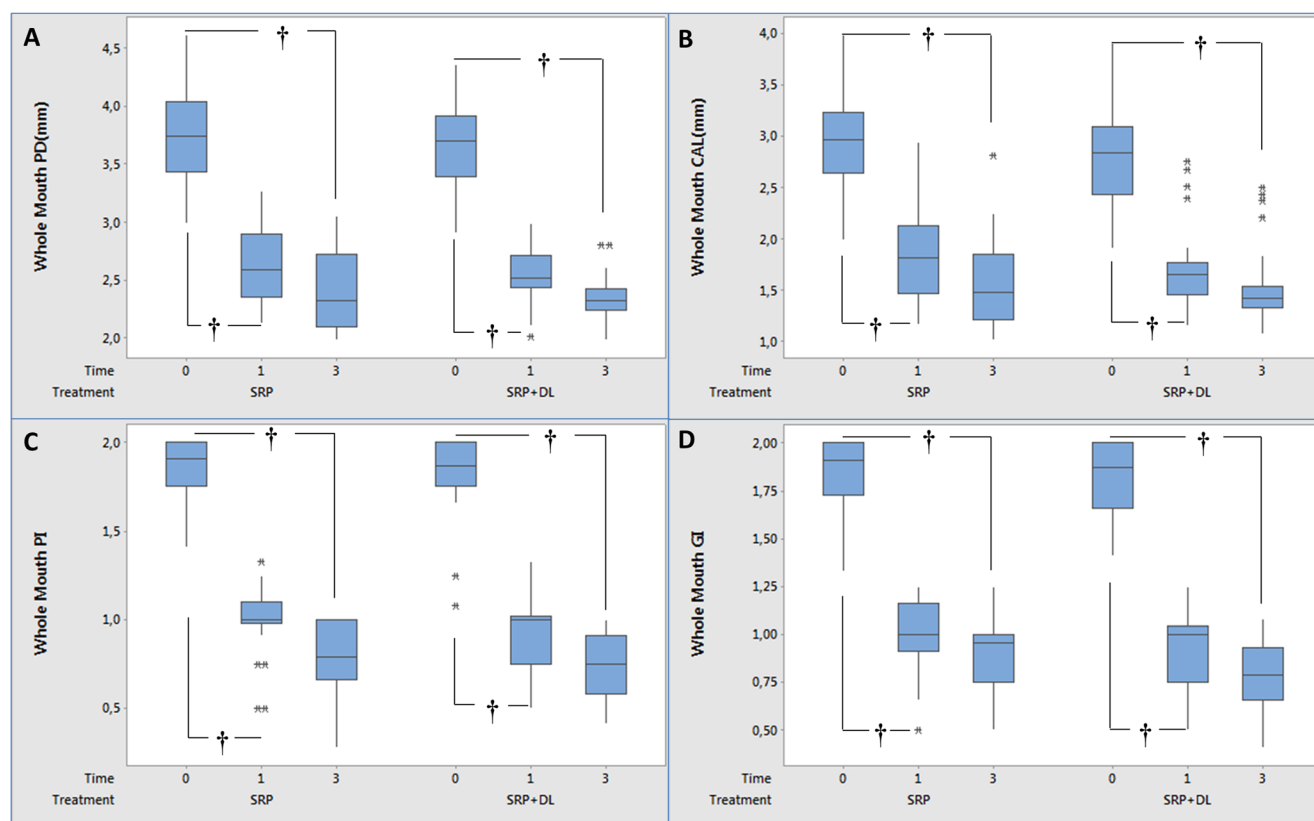 A
Whole Mouth PD(mm)
4,5
4,0
3,5
3,0
2,5
2,0
† † † †
** *
Time 0 1 3 0 1 3
Treatment SRP SRP+DL
B
Whole Mouth CAL(mm)
4,0
3,5
3,0
2,5
2,0
1,5
1,0
† † † †
Time 0 1 3 0 1 3
Treatment SRP SRP+DL
C
Whole Mouth PI
2,0
1,5
1,0
0,5
† † † †
Time 0 1 3 0 1 3
Treatment SRP SRP+DL
D
Whole Mouth GI
2,00
1,75
1,50
1,25
1,00
0,75
0,50
† † † †
Time 0 1 3 0 1 3
Treatment SRP SRP+DL